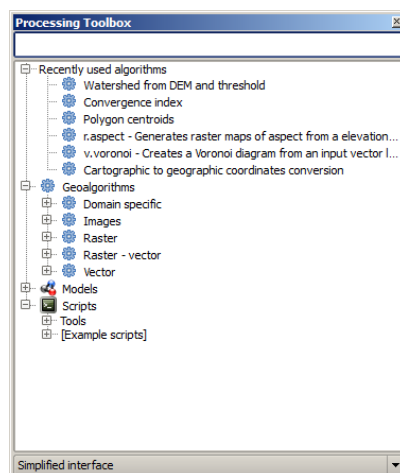 Processing Toolbox
Recently used algorithms
Watershed from DEM and threshold
Convergence index
Polygon centroids
r.aspect - Generates raster maps of aspect from a elevation...
v.voronoi - Creates a Voronoi diagram from an input vector l...
Cartographic to geographic coordinates conversion
Geoalgorithms
Domain specific
Images
Raster
Raster - vector
Vector
Models
Scripts
Tools
[Example scripts]
Simplified interface